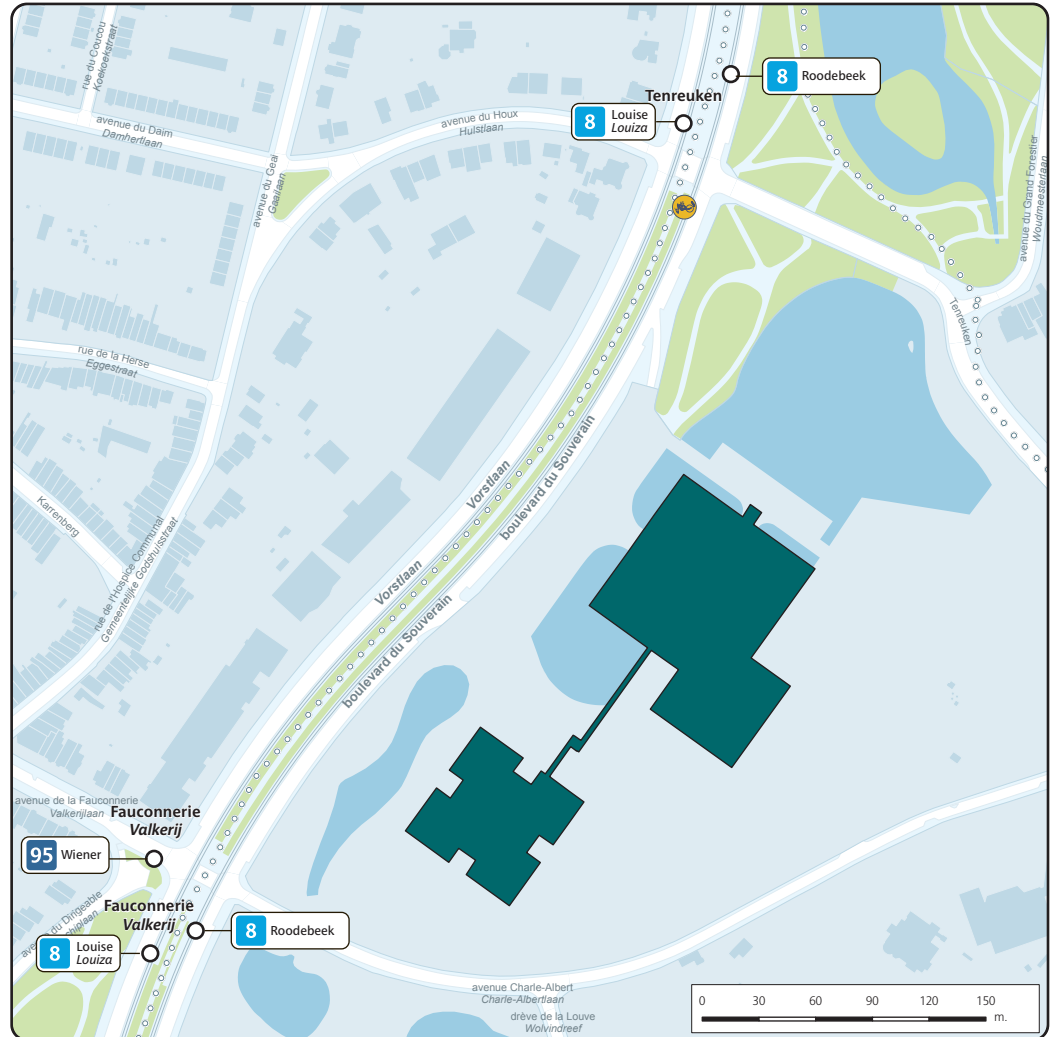 rue du Coucou
Koekoekstraat
8 Roodebeek
Tenreuken
8 Louise
Louiza
avenue du Houx
Hulstlaan
avenue du Daim
Damhertlaan
avenue du Geai
Gaailaan
avenue du Grand Forestier
Woudmeesterlaan
Tenreuken
rue de la Herse
Eggestraat
Vorstlaan
boulevard du Souverain
Karrenberg
rue de l'Hospice Communal
Gemeentelijke Godshuisstraat
Vorstlaan
boulevard du Souverain
avenue de la Fauconnerie
Valkerijlaan
Fauconnerie
Valkerij
95 Wiener
Fauconnerie
Valkerij
avenue du Dirigeable
8 Roodebeek
8 Louise
Louiza
avenue Charle-Albert
Charle-Albertlaan
drève de la Louve
Wolvindreef
0 30 60 90 120 150
m.